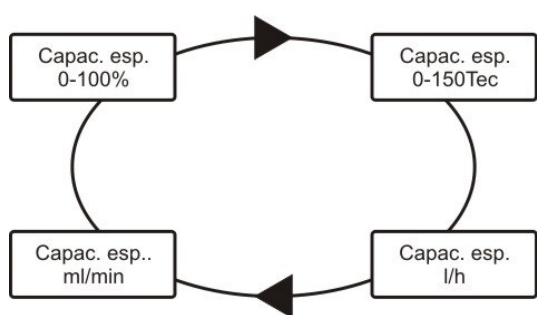 Capac. esp.
0-100%
Capac. esp.
0-150Tec
Capac. esp..
ml/min
Capac. esp.
l/h